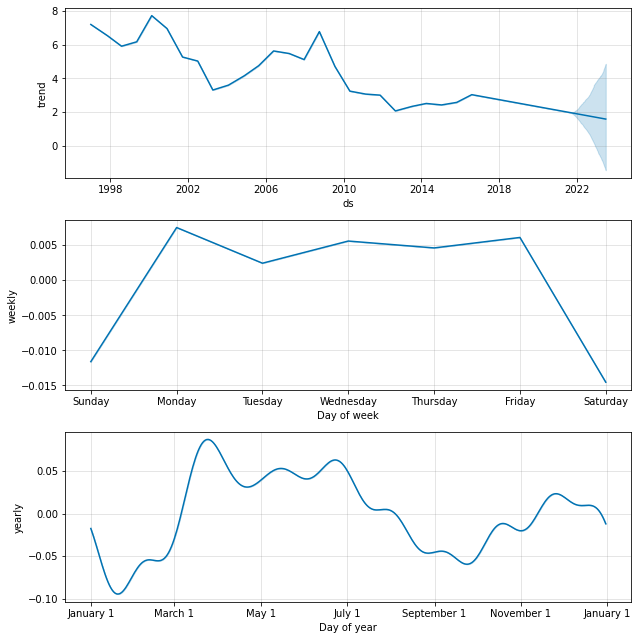 8
6
4
2
0
trend
1998 2002 2006 2010 2014 2018 2022
ds
0.005
0.000
−0.005
−0.010
−0.015
weekly
Sunday Monday Tuesday Wednesday Thursday Friday Saturday
Day of week
0.05
0.00
−0.05
−0.10
yearly
January 1 March 1 May 1 July 1 September 1 November 1 January 1
Day of year